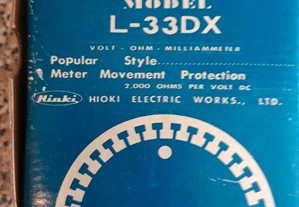 MODEL
L-33DX
VOLT - OHM - MILLIAMMETER
Popular Style........
Meter Movement Protection
2,000 OHMS PER VOLT DC
Hioki HIOKI ELECTRIC WORKS., LTD.